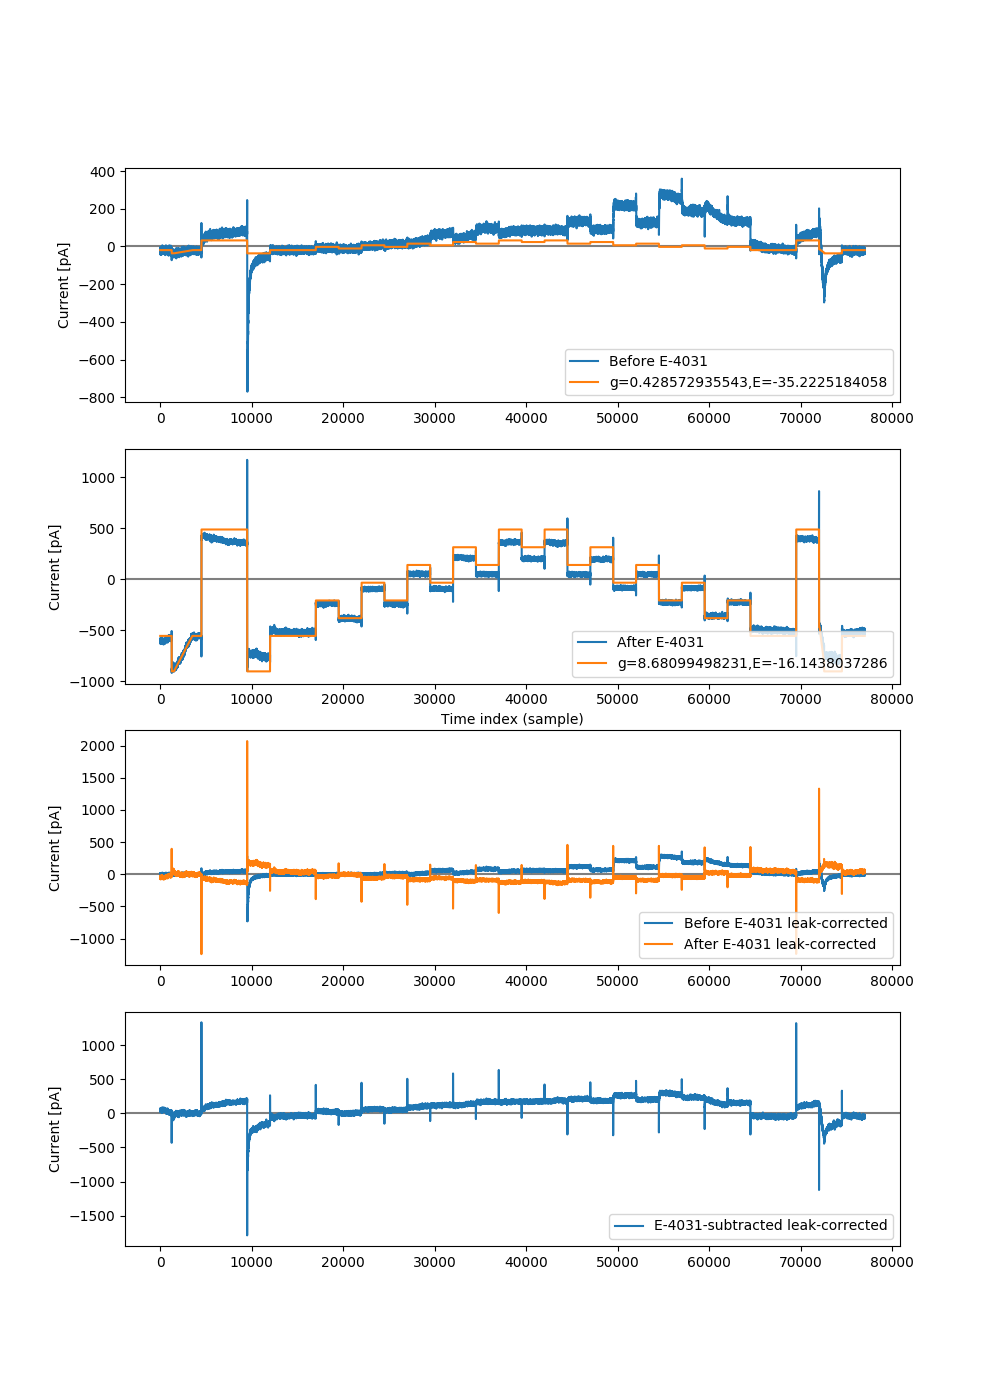 400
200
0
−200
−400
−600
−800
Current [pA]
Before E-4031
g=0.428572935543,E=-35.2225184058
0 10000 20000 30000 40000 50000 60000 70000 80000
1000
500
0
−500
−1000
Current [pA]
After E-4031
g=8.68099498231,E=-16.1438037286
0 10000 20000 30000 40000 50000 60000 70000 80000
Time index (sample)
2000
1500
1000
500
0
−500
−1000
Current [pA]
Before E-4031 leak-corrected
After E-4031 leak-corrected
0 10000 20000 30000 40000 50000 60000 70000 80000
1000
500
0
−500
−1000
−1500
Current [pA]
E-4031-subtracted leak-corrected
0 10000 20000 30000 40000 50000 60000 70000 80000